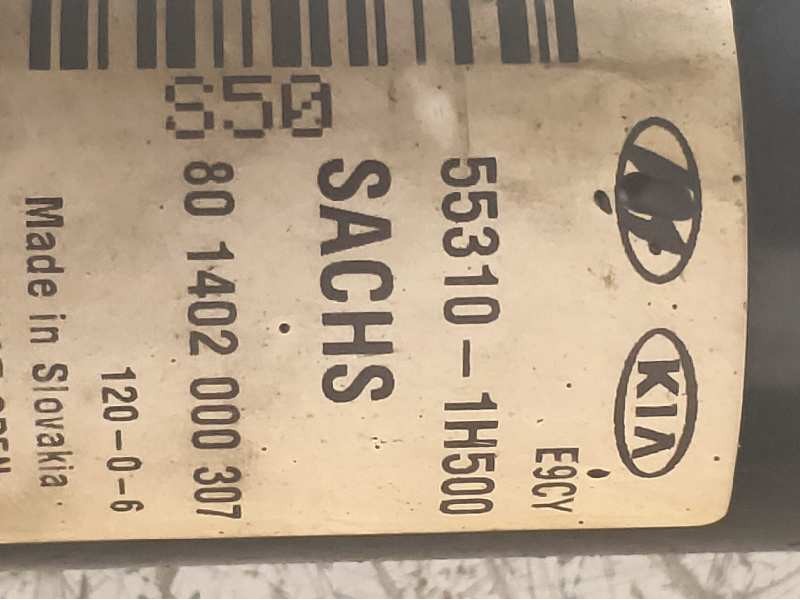 KIA
E9CY
55310-1H500
SACHS
80 1402 000 307
S50
120-0-6
Made in Slovakia